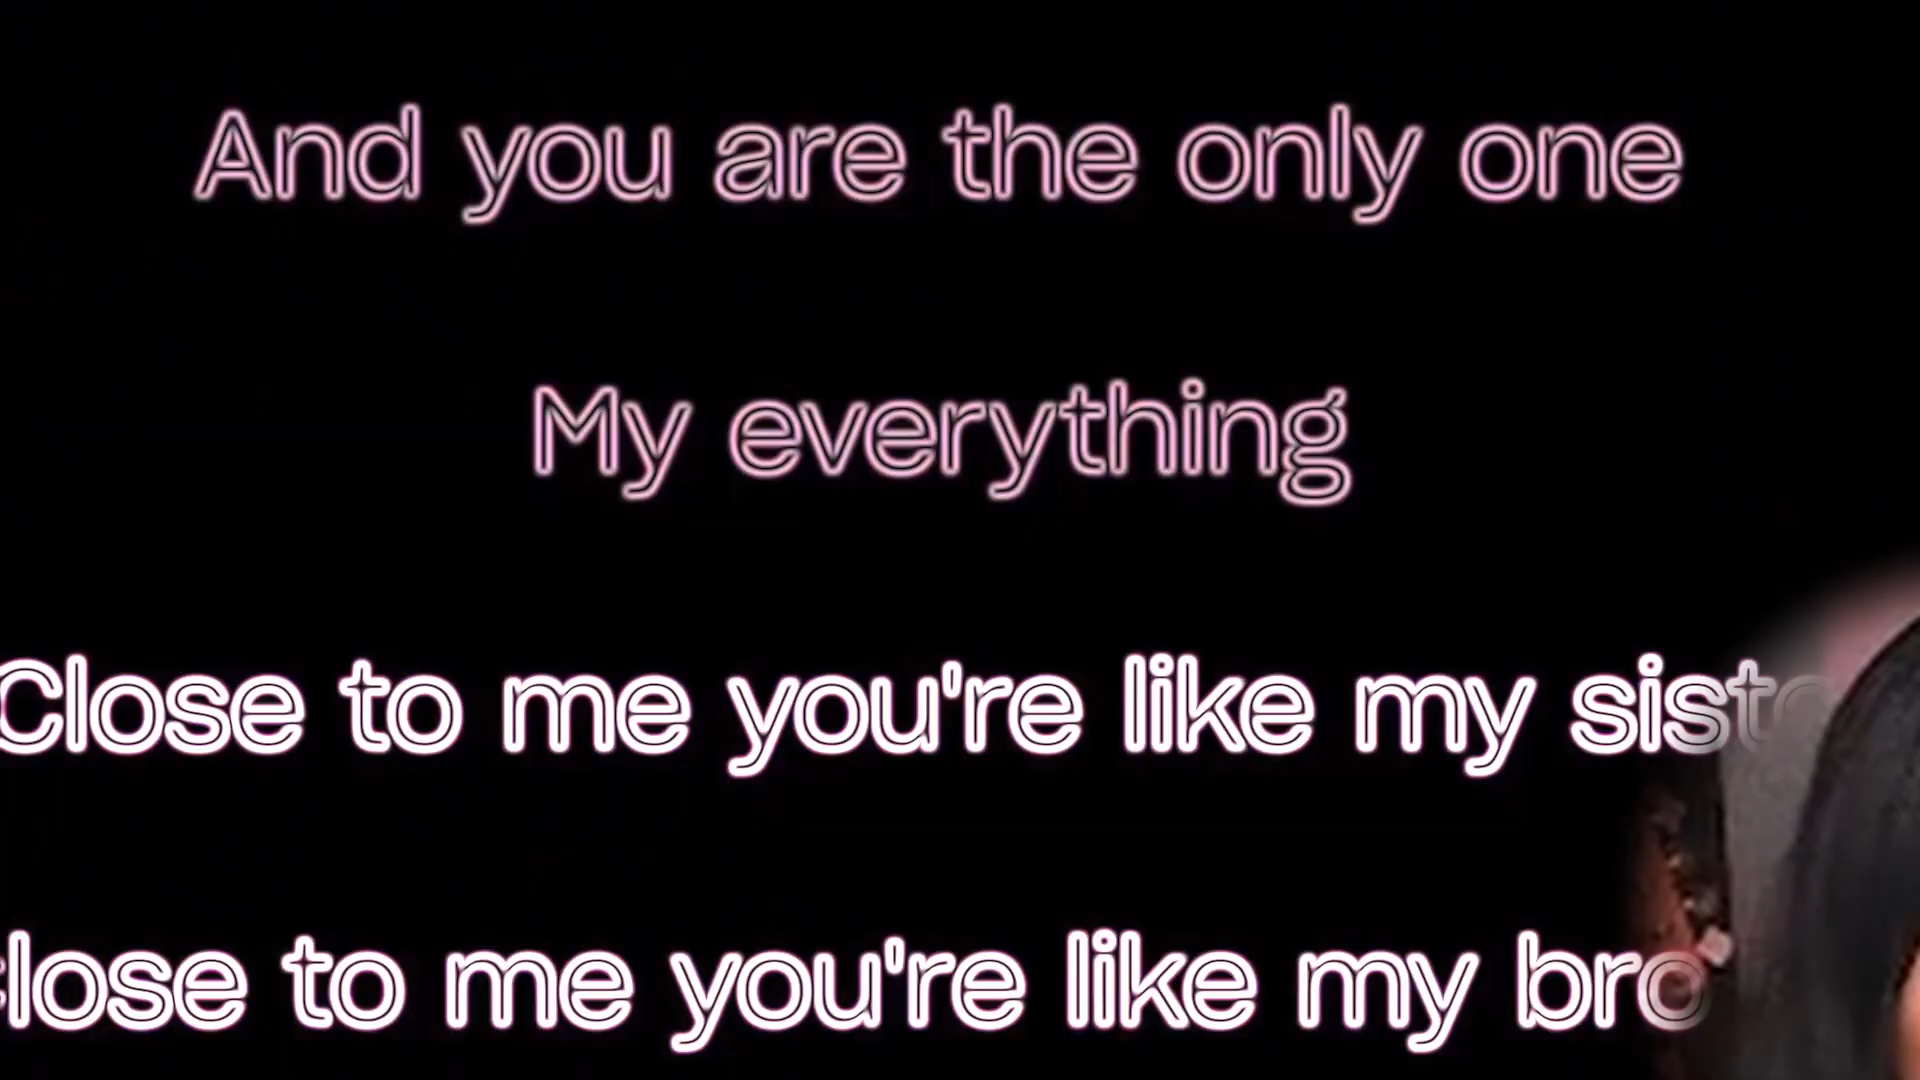 And you are the only one
My everything
Close to me you're like my
to me you're like my